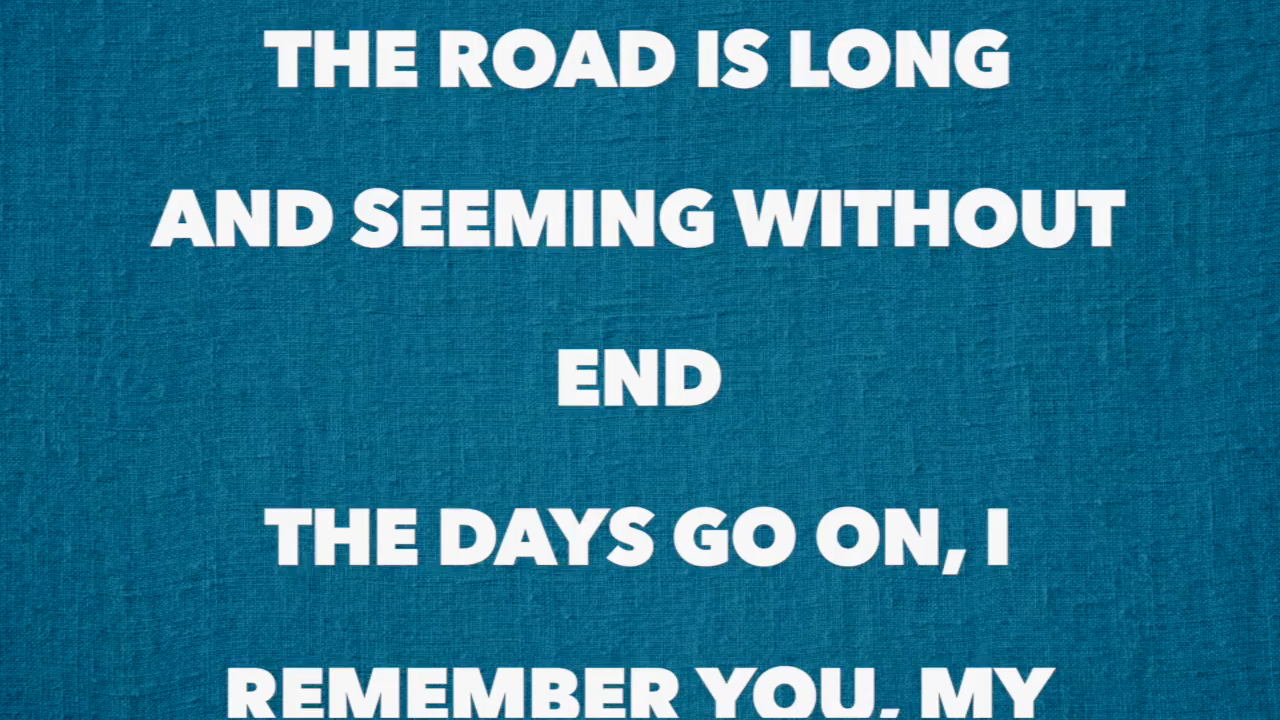 THE ROAD IS LONG
AND SEEMING WITHOUT
END
THE DAYS GO ON, I
REMEMBER YOU, MY